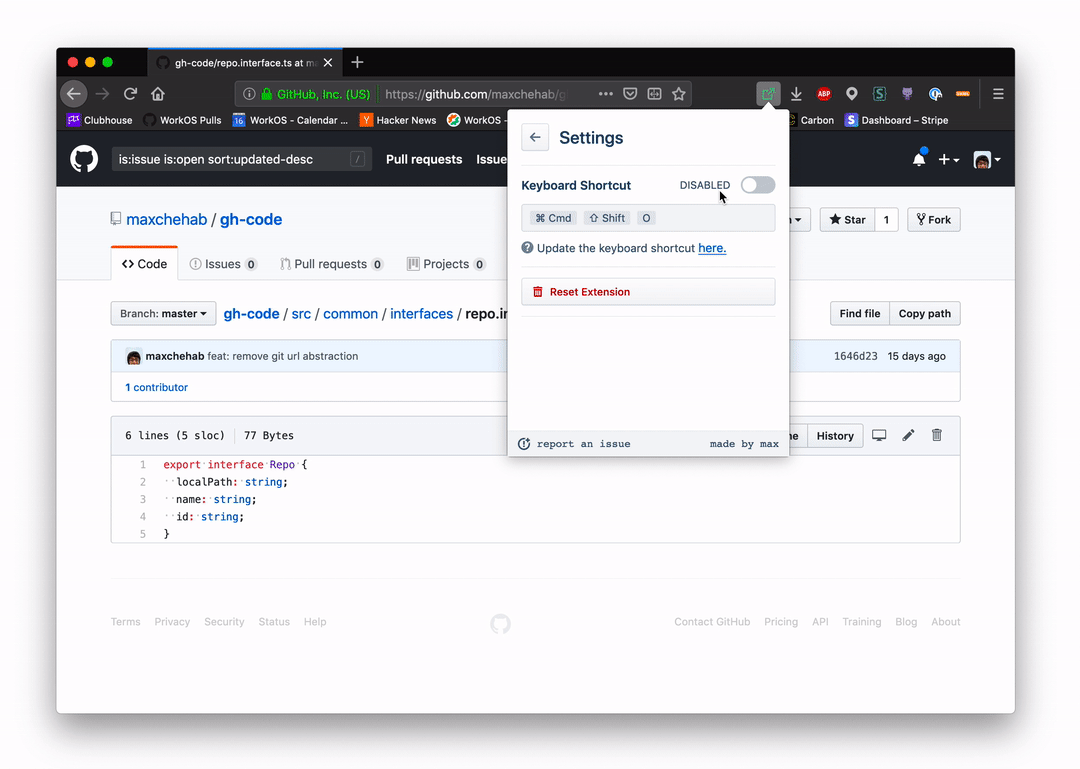 gh-code/repo.interface.ts at ma
GitHub, Inc. (US) https://github.com/maxchehab/g
ABP
Clubhouse WorkOS Pulls 16 WorkOS - Calendar ... Y Hacker News WorkOS - Carbon S Dashboard – Stripe
is:issue is:open sort:updated-desc / Pull requests Issue
Settings
Keyboard Shortcut DISABLED
⌘ Cmd ⇧ Shift O
Update the keyboard shortcut here.
Reset Extension
report an issue made by max
maxchehab / gh-code
Star 1 Fork
Code Issues 0 Pull requests 0 Projects 0
Branch: master gh-code / src / common / interfaces / repo.in
Find file Copy path
maxchehab feat: remove git url abstraction 1646d23 15 days ago
1 contributor
6 lines (5 sloc) 77 Bytes
History
1 export interface Repo {
2 ··localPath: string;
3 ··name: string;
4 ··id: string;
5 }
Terms Privacy Security Status Help Contact GitHub Pricing API Training Blog About